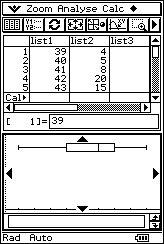 Zoom Analyse Calc
list1 list2 list3
1 39 4
2 40 5
3 41 8
4 42 20
5 43 15
Cal
[ 1]= 39
Rad Auto